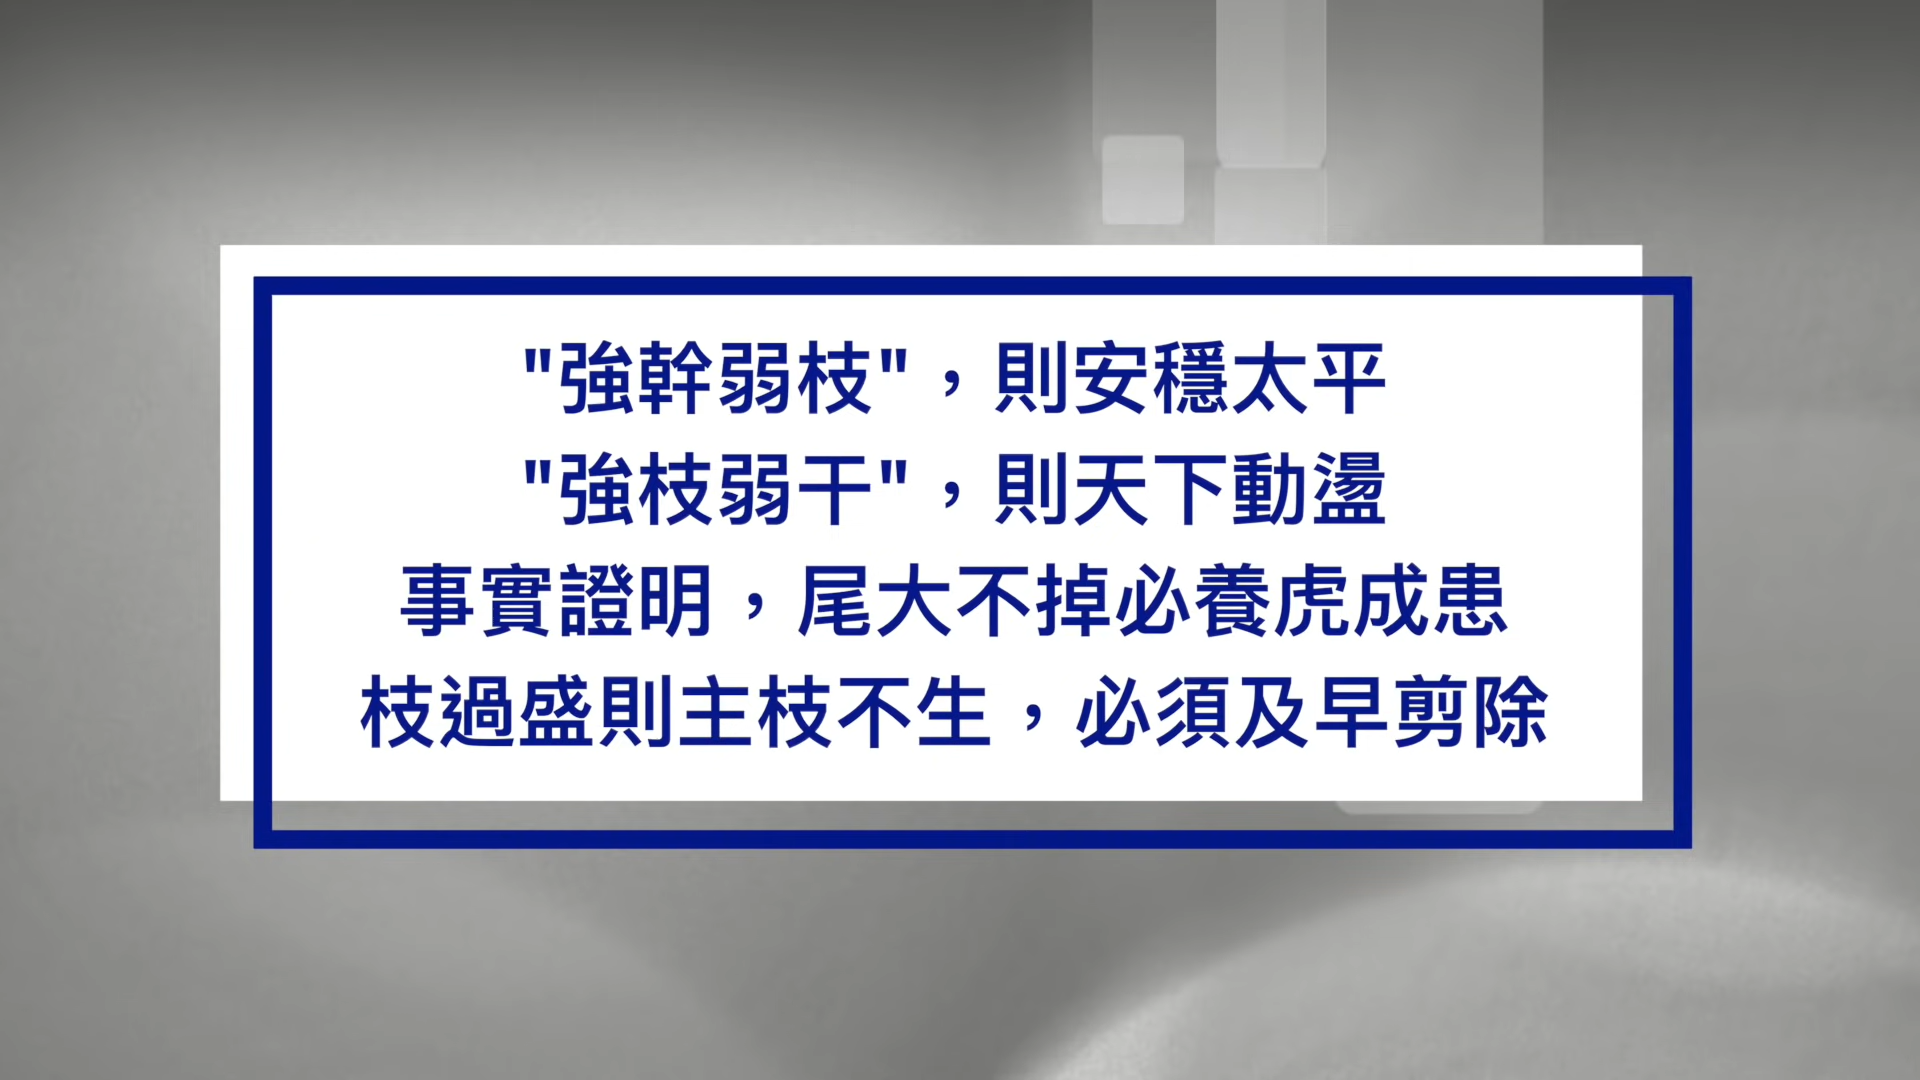 "強幹弱枝"，則安穩太平
"強枝弱干"，則天下動盪
事實證明，尾大不掉必養虎成患
枝過盛則主枝不生，必須及早剪除